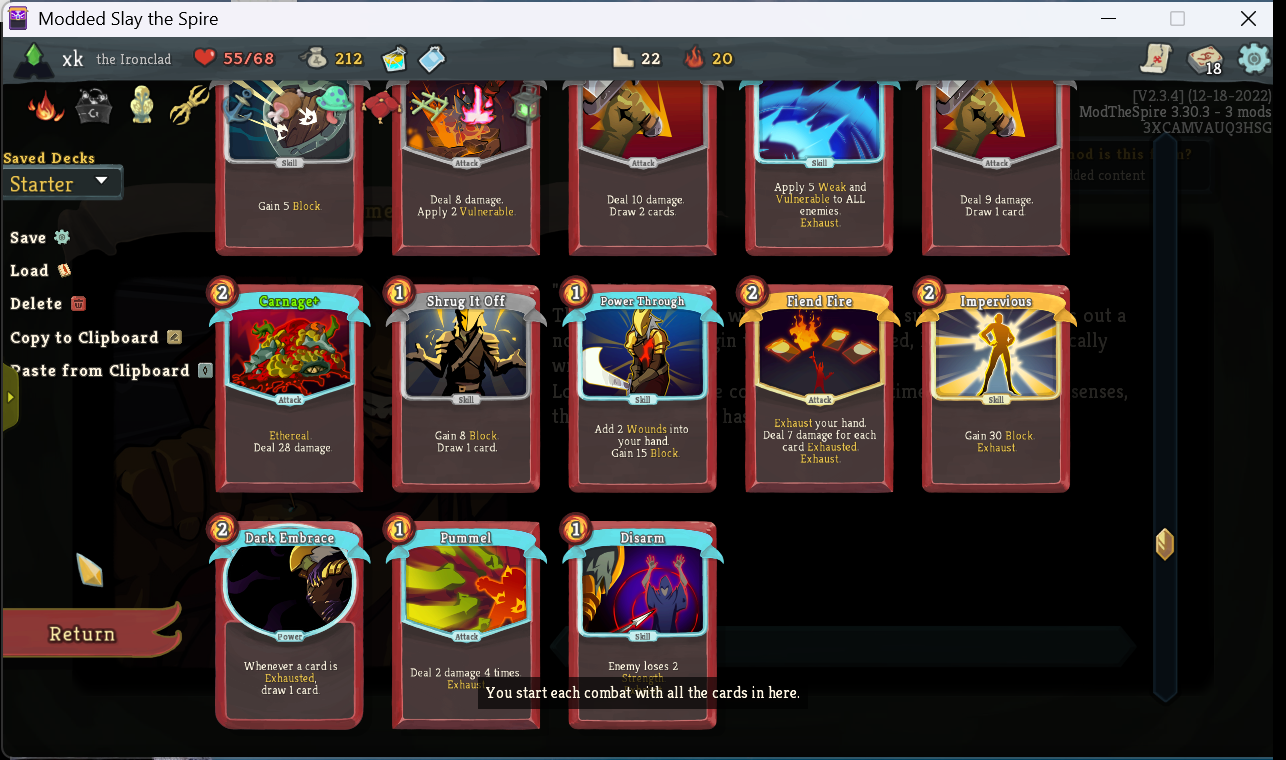 Modded Slay the Spire
xk the Ironclad 55/68 212 22 20 18
[V2.3.4] (12-18-2022)
ModTheSpire 3.30.3 - 3 mods
3XCAMVAUQ3HSG
Saved Decks
Starter
Save
Load
Delete
Copy to Clipboard
Paste from Clipboard
Return
Skill
Gain 5 Block.
Attack
Deal 8 damage.
Apply 2 Vulnerable.
Attack
Deal 10 damage.
Draw 2 cards.
Skill
Apply 5 Weak and
Vulnerable to ALL
enemies.
Exhaust.
Attack
Deal 9 damage.
Draw 1 card.
2
Carnage+
Attack
Ethereal.
Deal 28 damage.
1
Shrug It Off
Skill
Gain 8 Block.
Draw 1 card.
1
Power Through
Skill
Add 2 Wounds into
your hand.
Gain 15 Block.
2
Fiend Fire
Attack
Exhaust your hand.
Deal 7 damage for each
card Exhausted.
Exhaust.
2
Impervious
Skill
Gain 30 Block.
Exhaust.
2
Dark Embrace
Power
Whenever a card is
Exhausted,
draw 1 card.
1
Pummel
Attack
Deal 2 damage 4 times.
Exhaust.
1
Disarm
Skill
Enemy loses 2
Strength
You start each combat with all the cards in here.